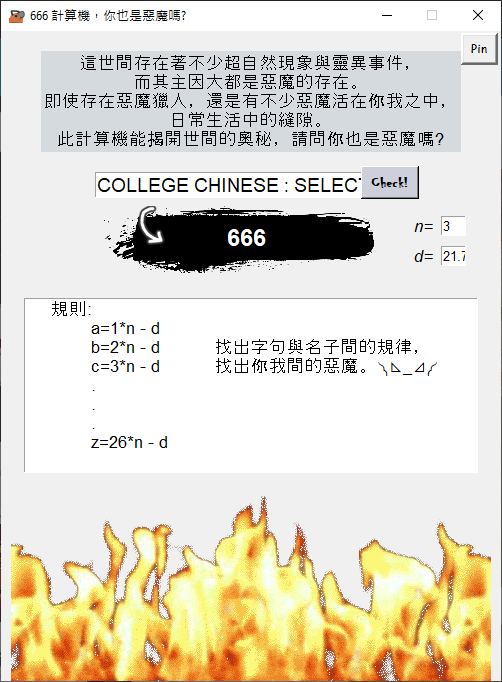 666 計算機，你也是惡魔嗎?
Pin
這世間存在著不少超自然現象與靈異事件，
而其主因大都是惡魔的存在。
即使存在惡魔獵人，還是有不少惡魔活在你我之中，
日常生活中的縫隙。
此計算機能揭開世間的奧秘，請問你也是惡魔嗎?
COLLEGE CHINESE : SELECT
Check!
666
n= 3
d= 21.7
規則:
a=1*n - d
b=2*n - d 找出字句與名子間的規律，
c=3*n - d 找出你我間的惡魔。╲⊿_⊿╱
.
.
.
z=26*n - d